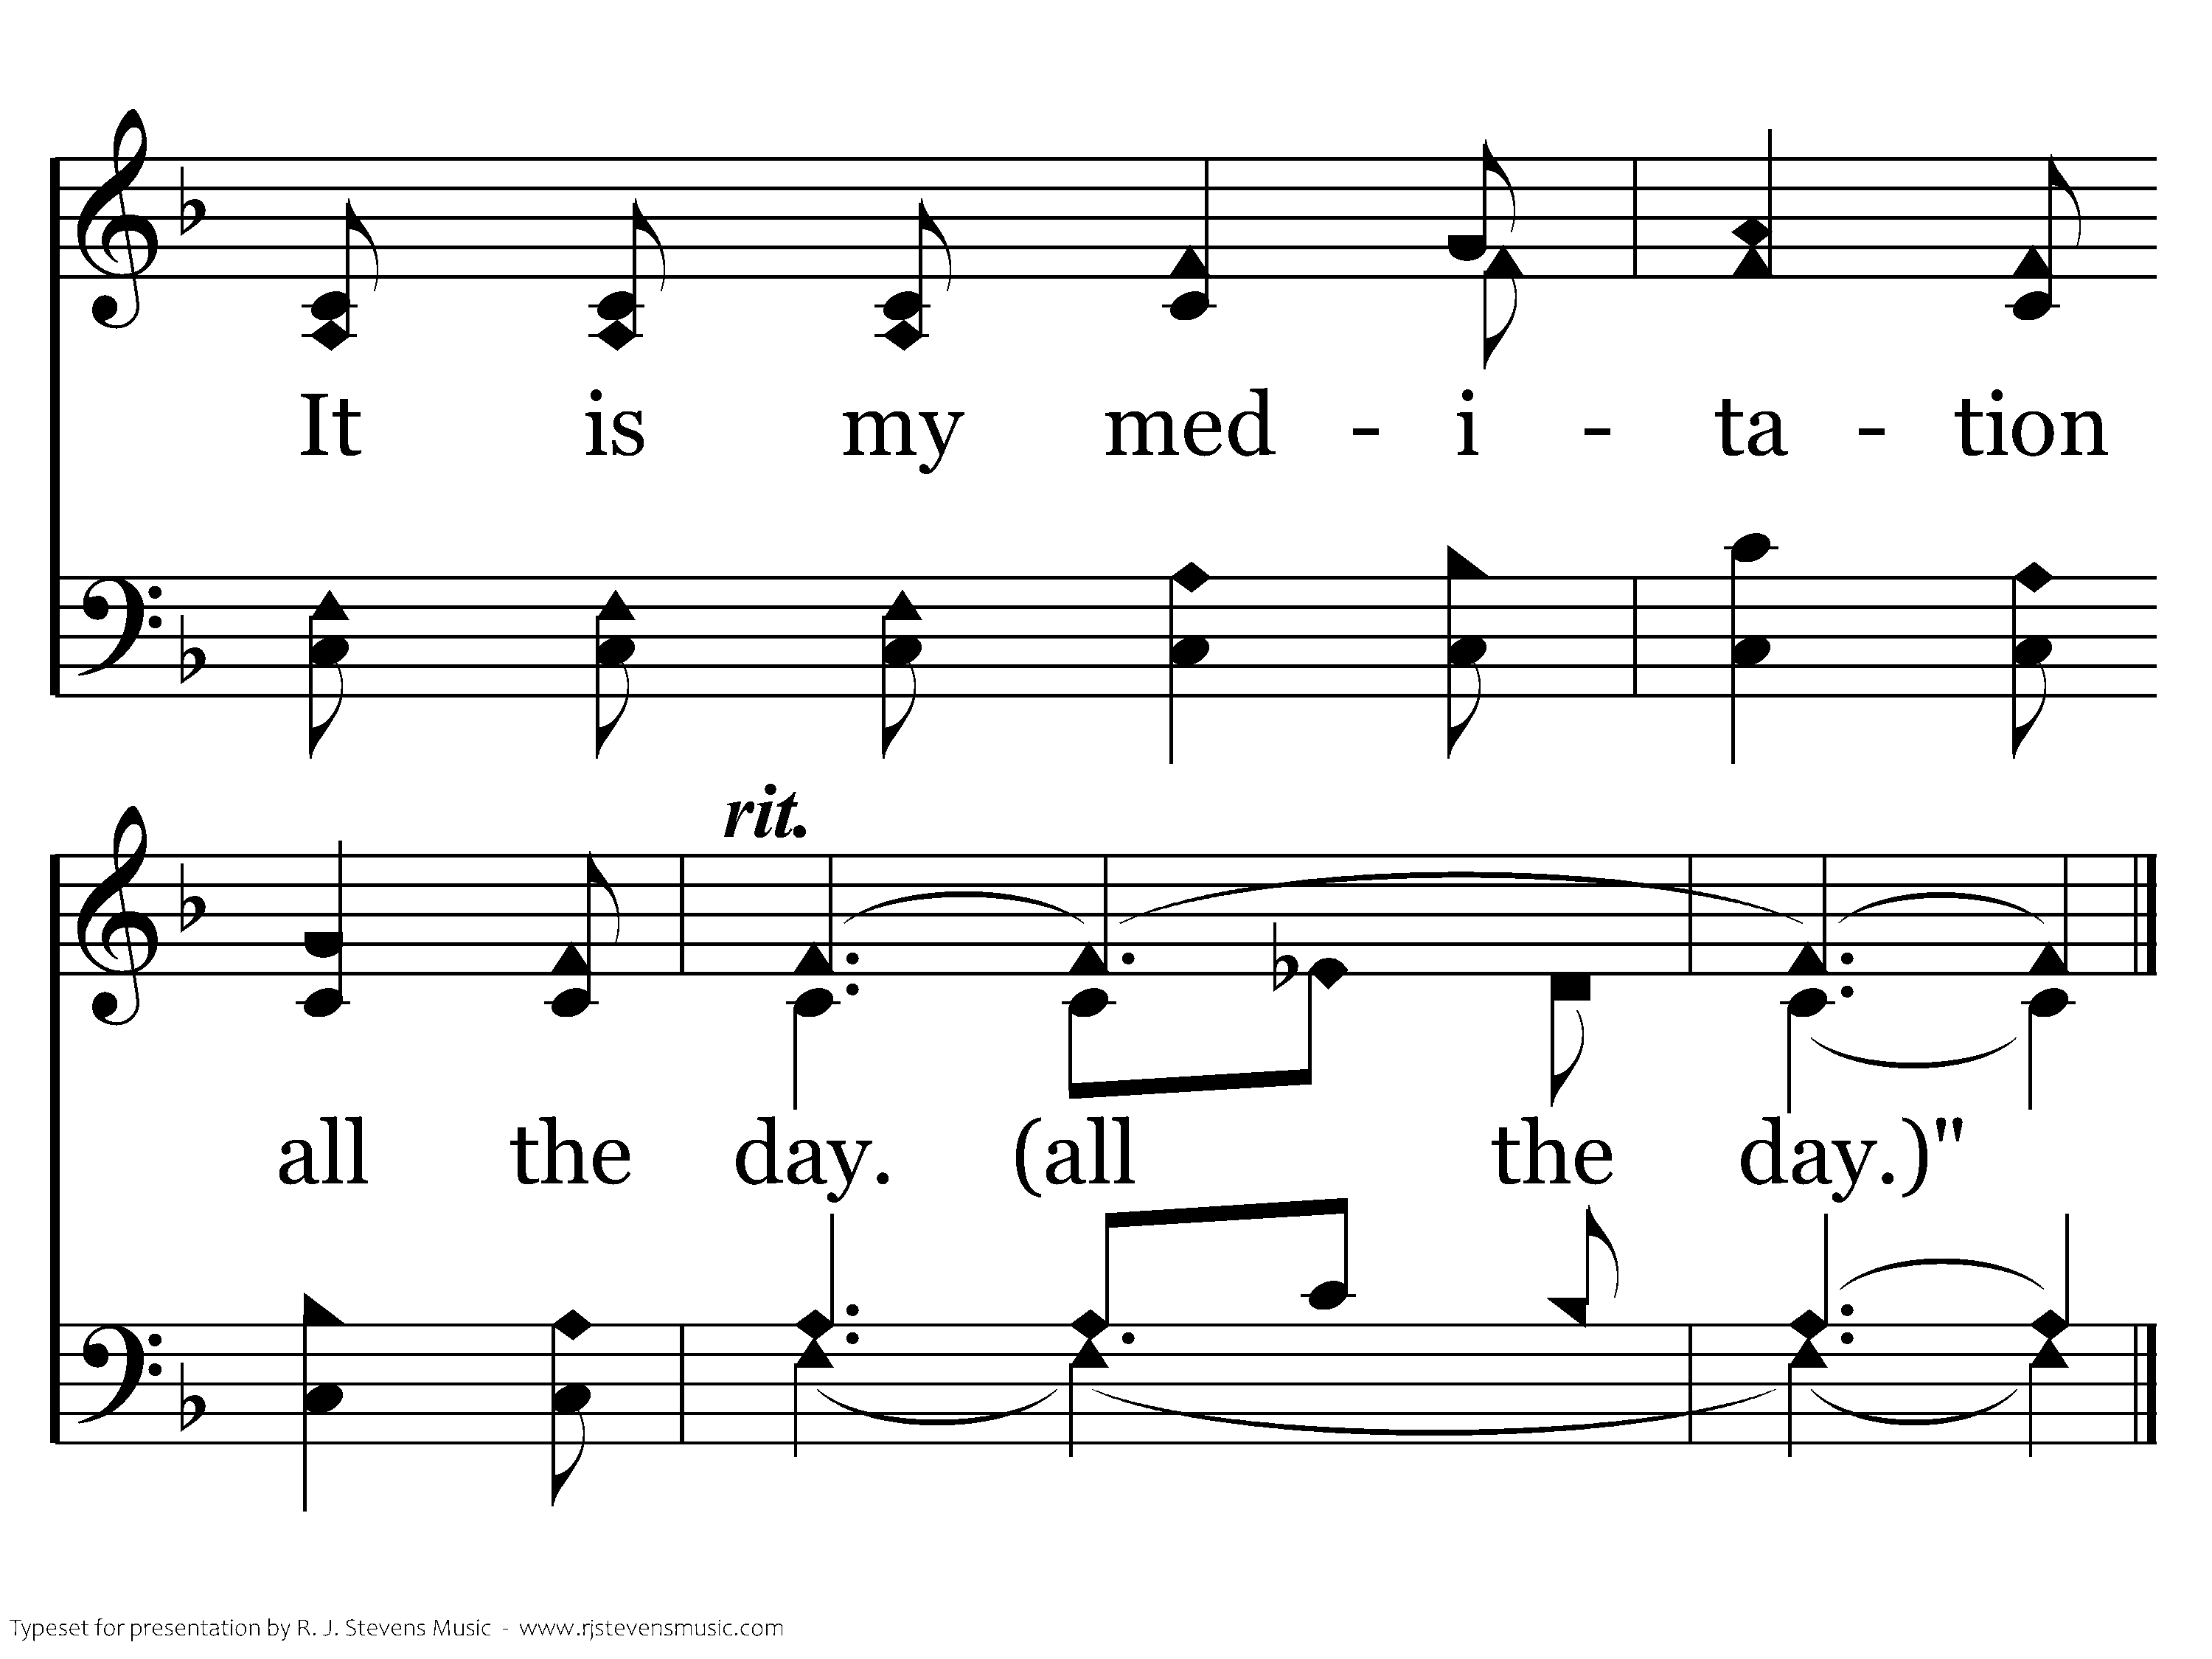 It is my med - i - ta - tion
rit.
all the day. (all the day.)"
Typeset for presentation by R. J. Stevens Music - www.rjstevensmusic.com